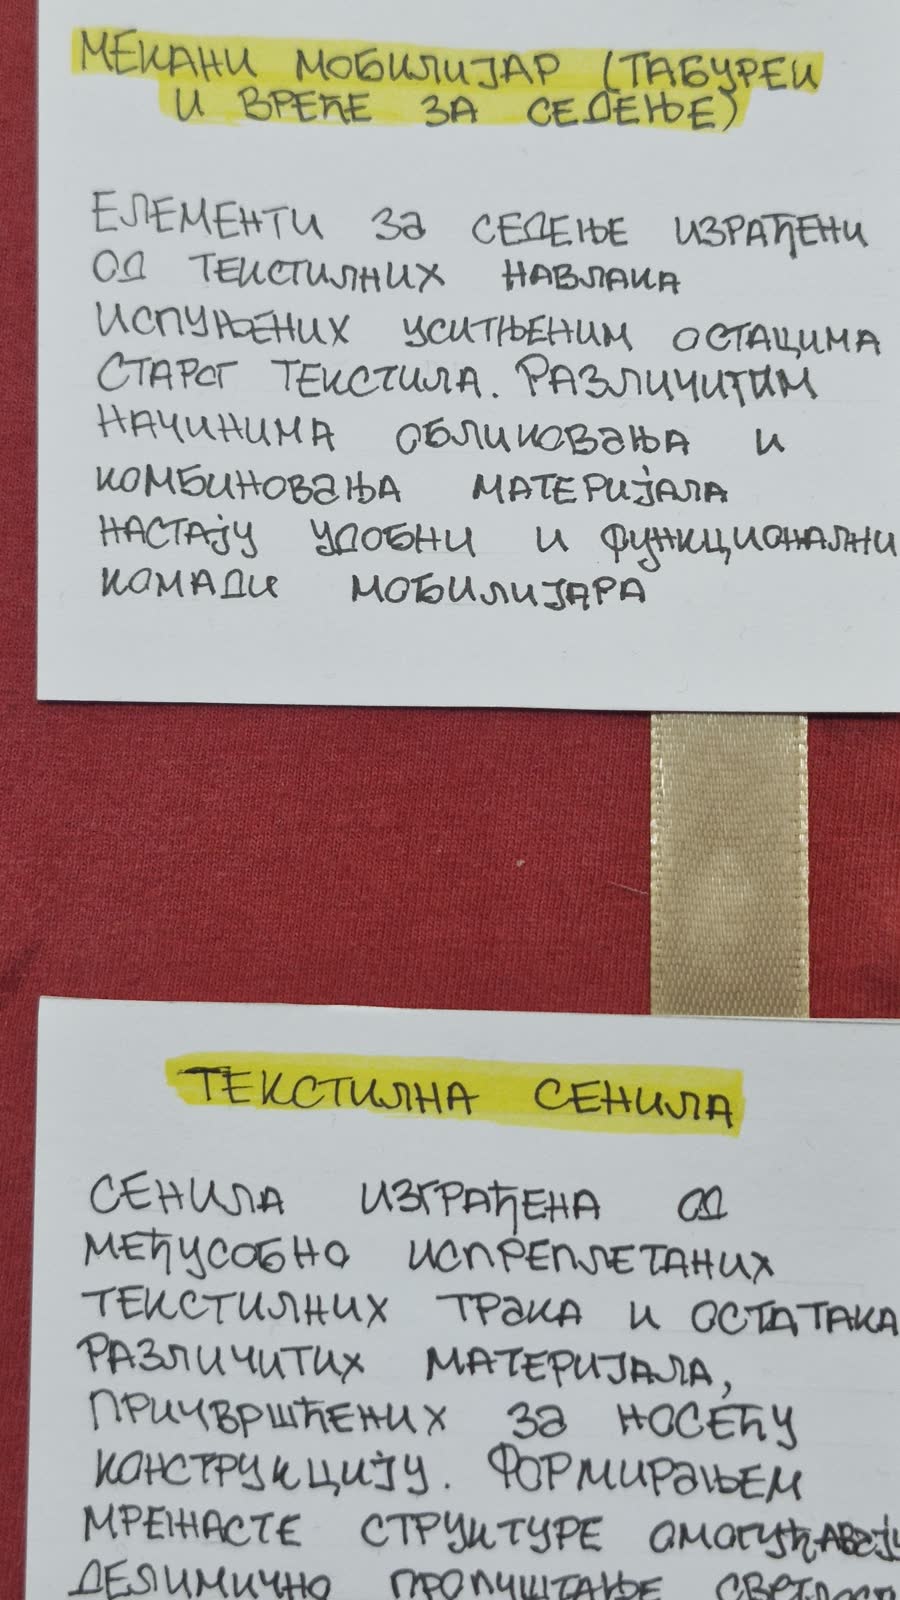 МЕКАНИ МОБИЛИЈАР (ТАБУРЕИ
И ВРЕЋЕ ЗА СЕДЕЊЕ)
ЕЛЕМЕНТИ ЗА СЕДЕЊЕ ИЗРАЂЕНИ
ОД ТЕКСТИЛНИХ НАВЛАКА
ИСПУЊЕНИХ УСИТЊЕНИМ ОСТАЦИМА
СТАРОГ ТЕКСТИЛА. РАЗЛИЧИТИМ
НАЧИНИМА ОБЛИКОВАЊА И
КОМБИНОВАЊА МАТЕРИЈАЛА
НАСТАЈУ УДОБНИ И ФУНКЦИОНАЛНИ
КОМАДИ МОБИЛИЈАРА
ТЕКСТИЛНА СЕНИЛА
СЕНИЛА ИЗГРАЂЕНА ОД
МЕЂУСОБНО ИСПРЕПЛЕТАНИХ
ТЕКСТИЛНИХ ТРАКА И ОСТАТАКА
РАЗЛИЧИТИХ МАТЕРИЈАЛА,
ПРИЧВРШЋЕНИХ ЗА НОСЕЋУ
КОНСТРУКЦИЈУ. ФОРМИРАЊЕМ
МРЕЖАСТЕ СТРУКТУРЕ ОМОГУЋАВАЈУ
ДЕЛИМИЧНО ПРОПУШТАЊЕ